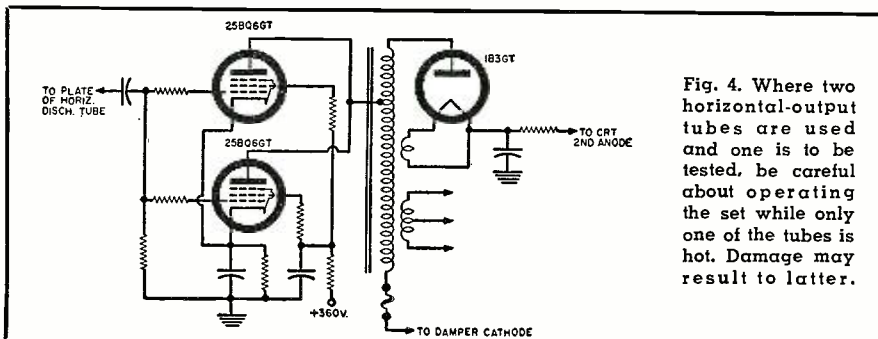 25BQ6GT
183GT
TO PLATE
OF HORIZ.
DISCH. TUBE
25BQ6GT
TO CRT
2ND ANODE
+360V.
TO DAMPER CATHODE
Fig. 4. Where two
horizontal-output
tubes are used
and one is to be
tested, be careful
about operating
the set while only
one of the tubes is
hot. Damage may
result to latter.